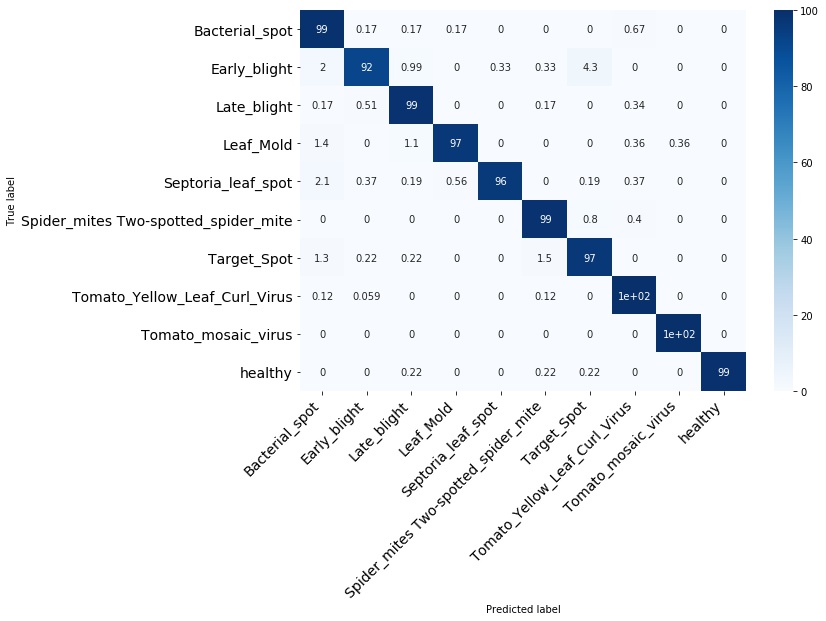 Bacterial_spot 99 0.17 0.17 0.17 0 0 0 0.67 0 0
Early_blight 2 92 0.99 0 0.33 0.33 4.3 0 0 0
Late_blight 0.17 0.51 99 0 0 0.17 0 0.34 0 0
Leaf_Mold 1.4 0 1.1 97 0 0 0 0.36 0.36 0
Septoria_leaf_spot 2.1 0.37 0.19 0.56 96 0 0.19 0.37 0 0
Spider_mites Two-spotted_spider_mite 0 0 0 0 0 99 0.8 0.4 0 0
Target_Spot 1.3 0.22 0.22 0 0 1.5 97 0 0 0
Tomato_Yellow_Leaf_Curl_Virus 0.12 0.059 0 0 0 0.12 0 1e+02 0 0
Tomato_mosaic_virus 0 0 0 0 0 0 0 0 1e+02 0
healthy 0 0 0.22 0 0 0.22 0.22 0 0 99
True label
Bacterial_spot
Early_blight
Late_blight
Leaf_Mold
Septoria_leaf_spot
Spider_mites Two-spotted_spider_mite
Target_Spot
Tomato_Yellow_Leaf_Curl_Virus
Tomato_mosaic_virus
healthy
Predicted label
100
80
60
40
20
0